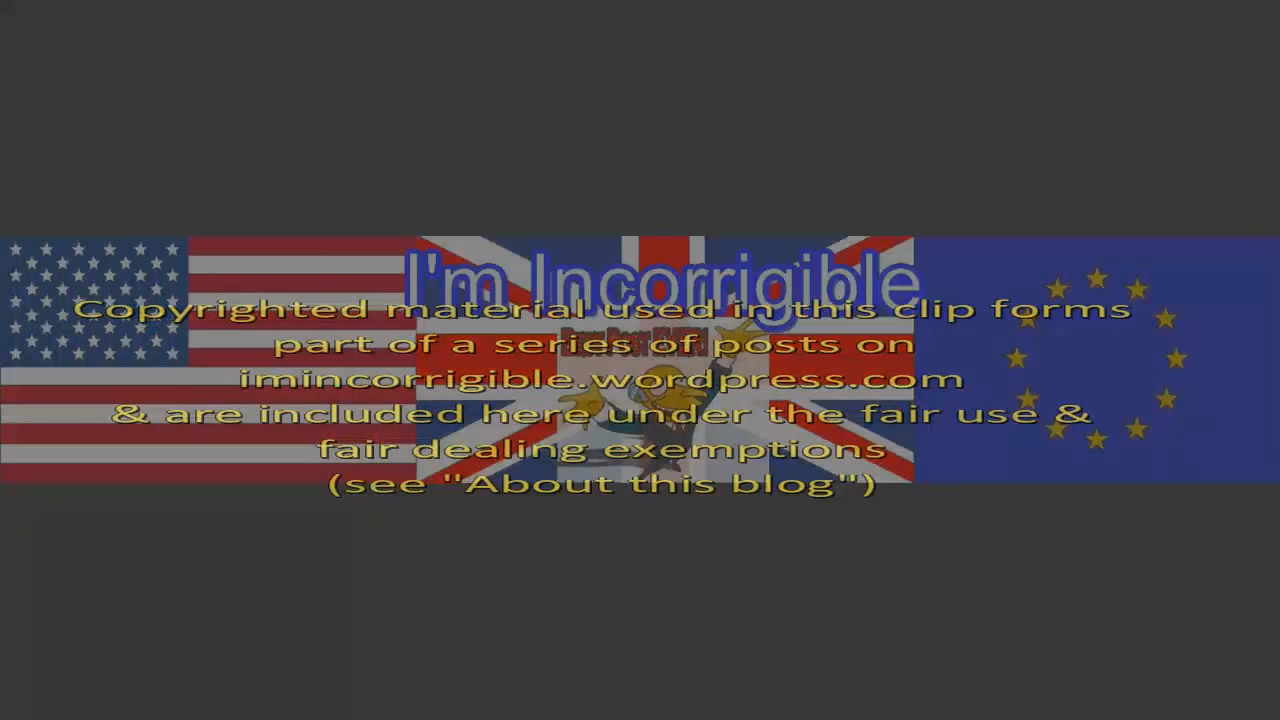 I'm Incorrigible
Copyrighted material used in this clip forms
part of a series of posts on
imincorrigible.wordpress.com
& are included here under the fair use &
fair dealing exemptions
(see "About this blog")